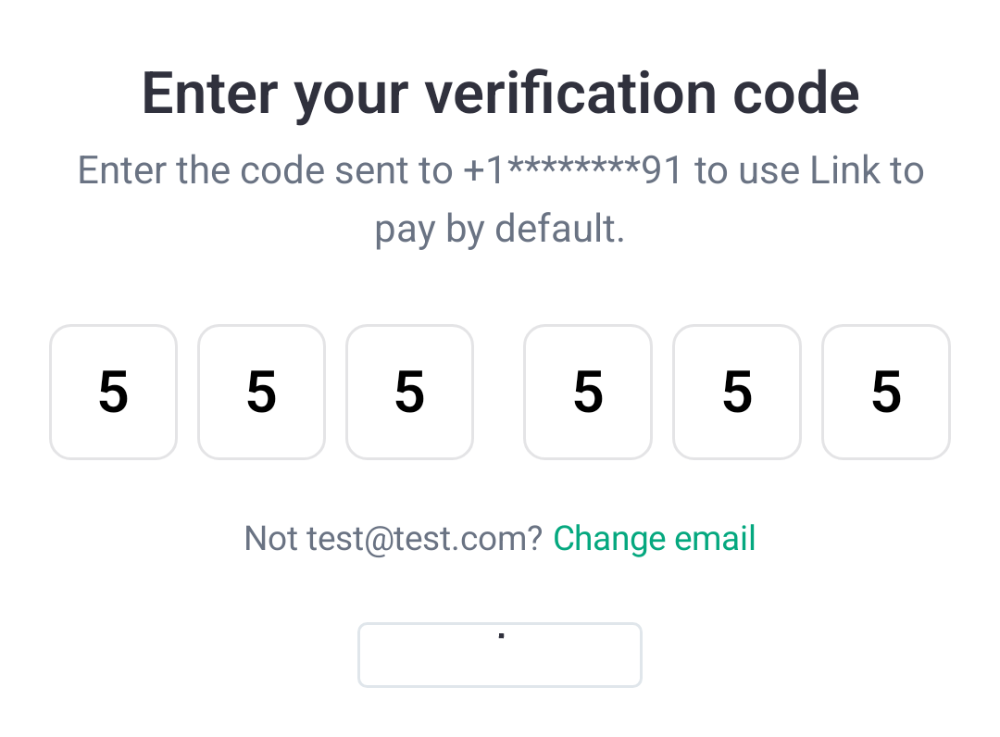 Enter your verification code
Enter the code sent to +1********91 to use Link to
pay by default.
5 5 5 5 5 5
Not test@test.com? Change email